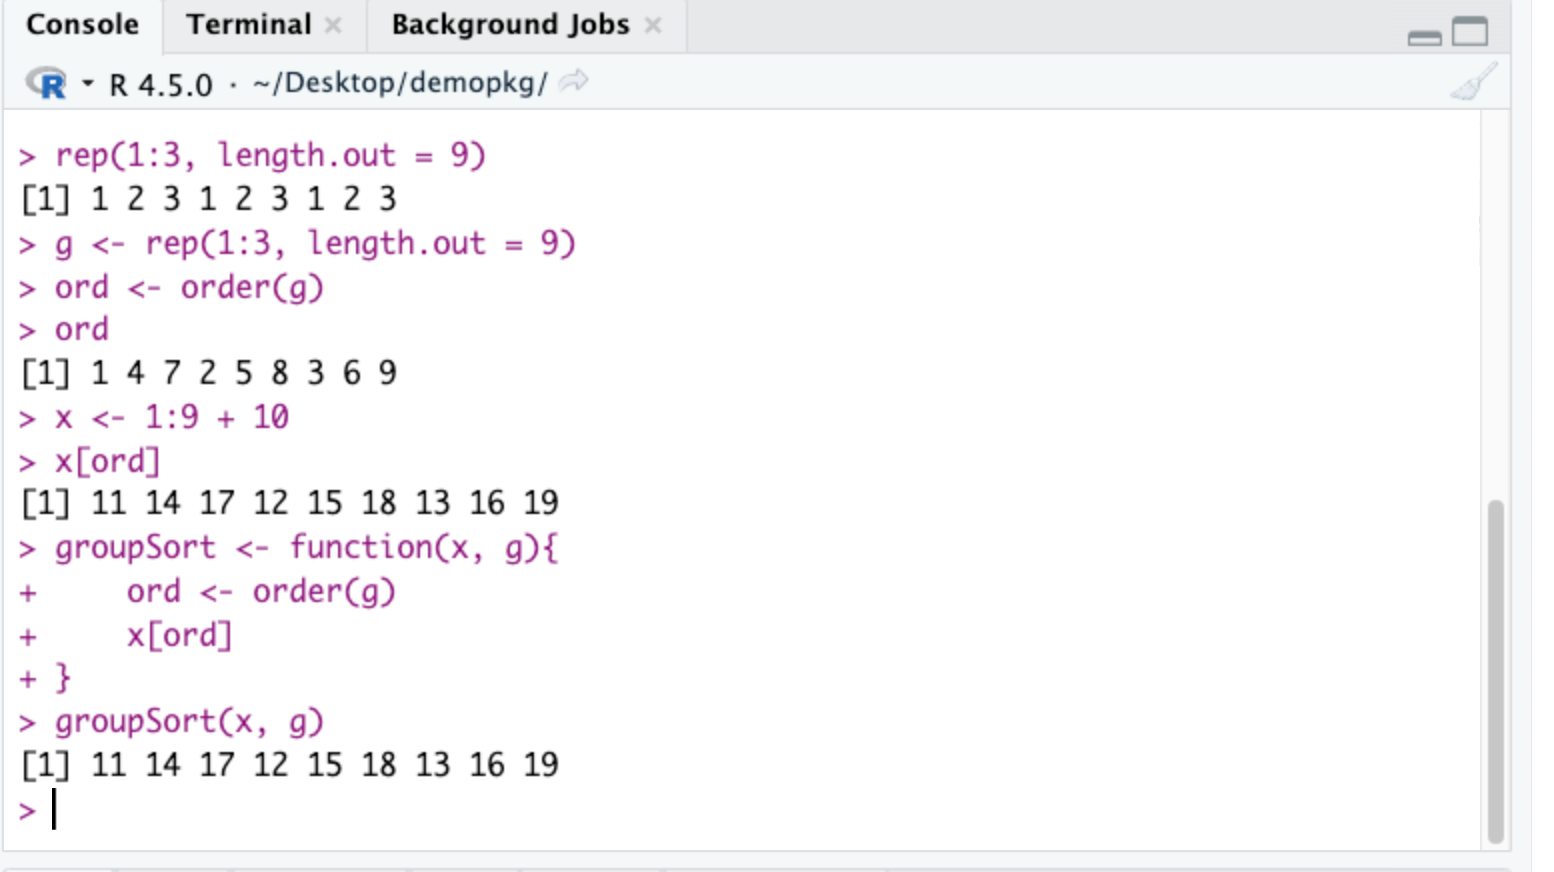 Console Terminal × Background Jobs ×
R R 4.5.0 · ~/Desktop/demopkg/
> rep(1:3, length.out = 9)
[1] 1 2 3 1 2 3 1 2 3
> g <- rep(1:3, length.out = 9)
> ord <- order(g)
> ord
[1] 1 4 7 2 5 8 3 6 9
> x <- 1:9 + 10
> x[ord]
[1] 11 14 17 12 15 18 13 16 19
> groupSort <- function(x, g){
+     ord <- order(g)
+     x[ord]
+ }
> groupSort(x, g)
[1] 11 14 17 12 15 18 13 16 19
>